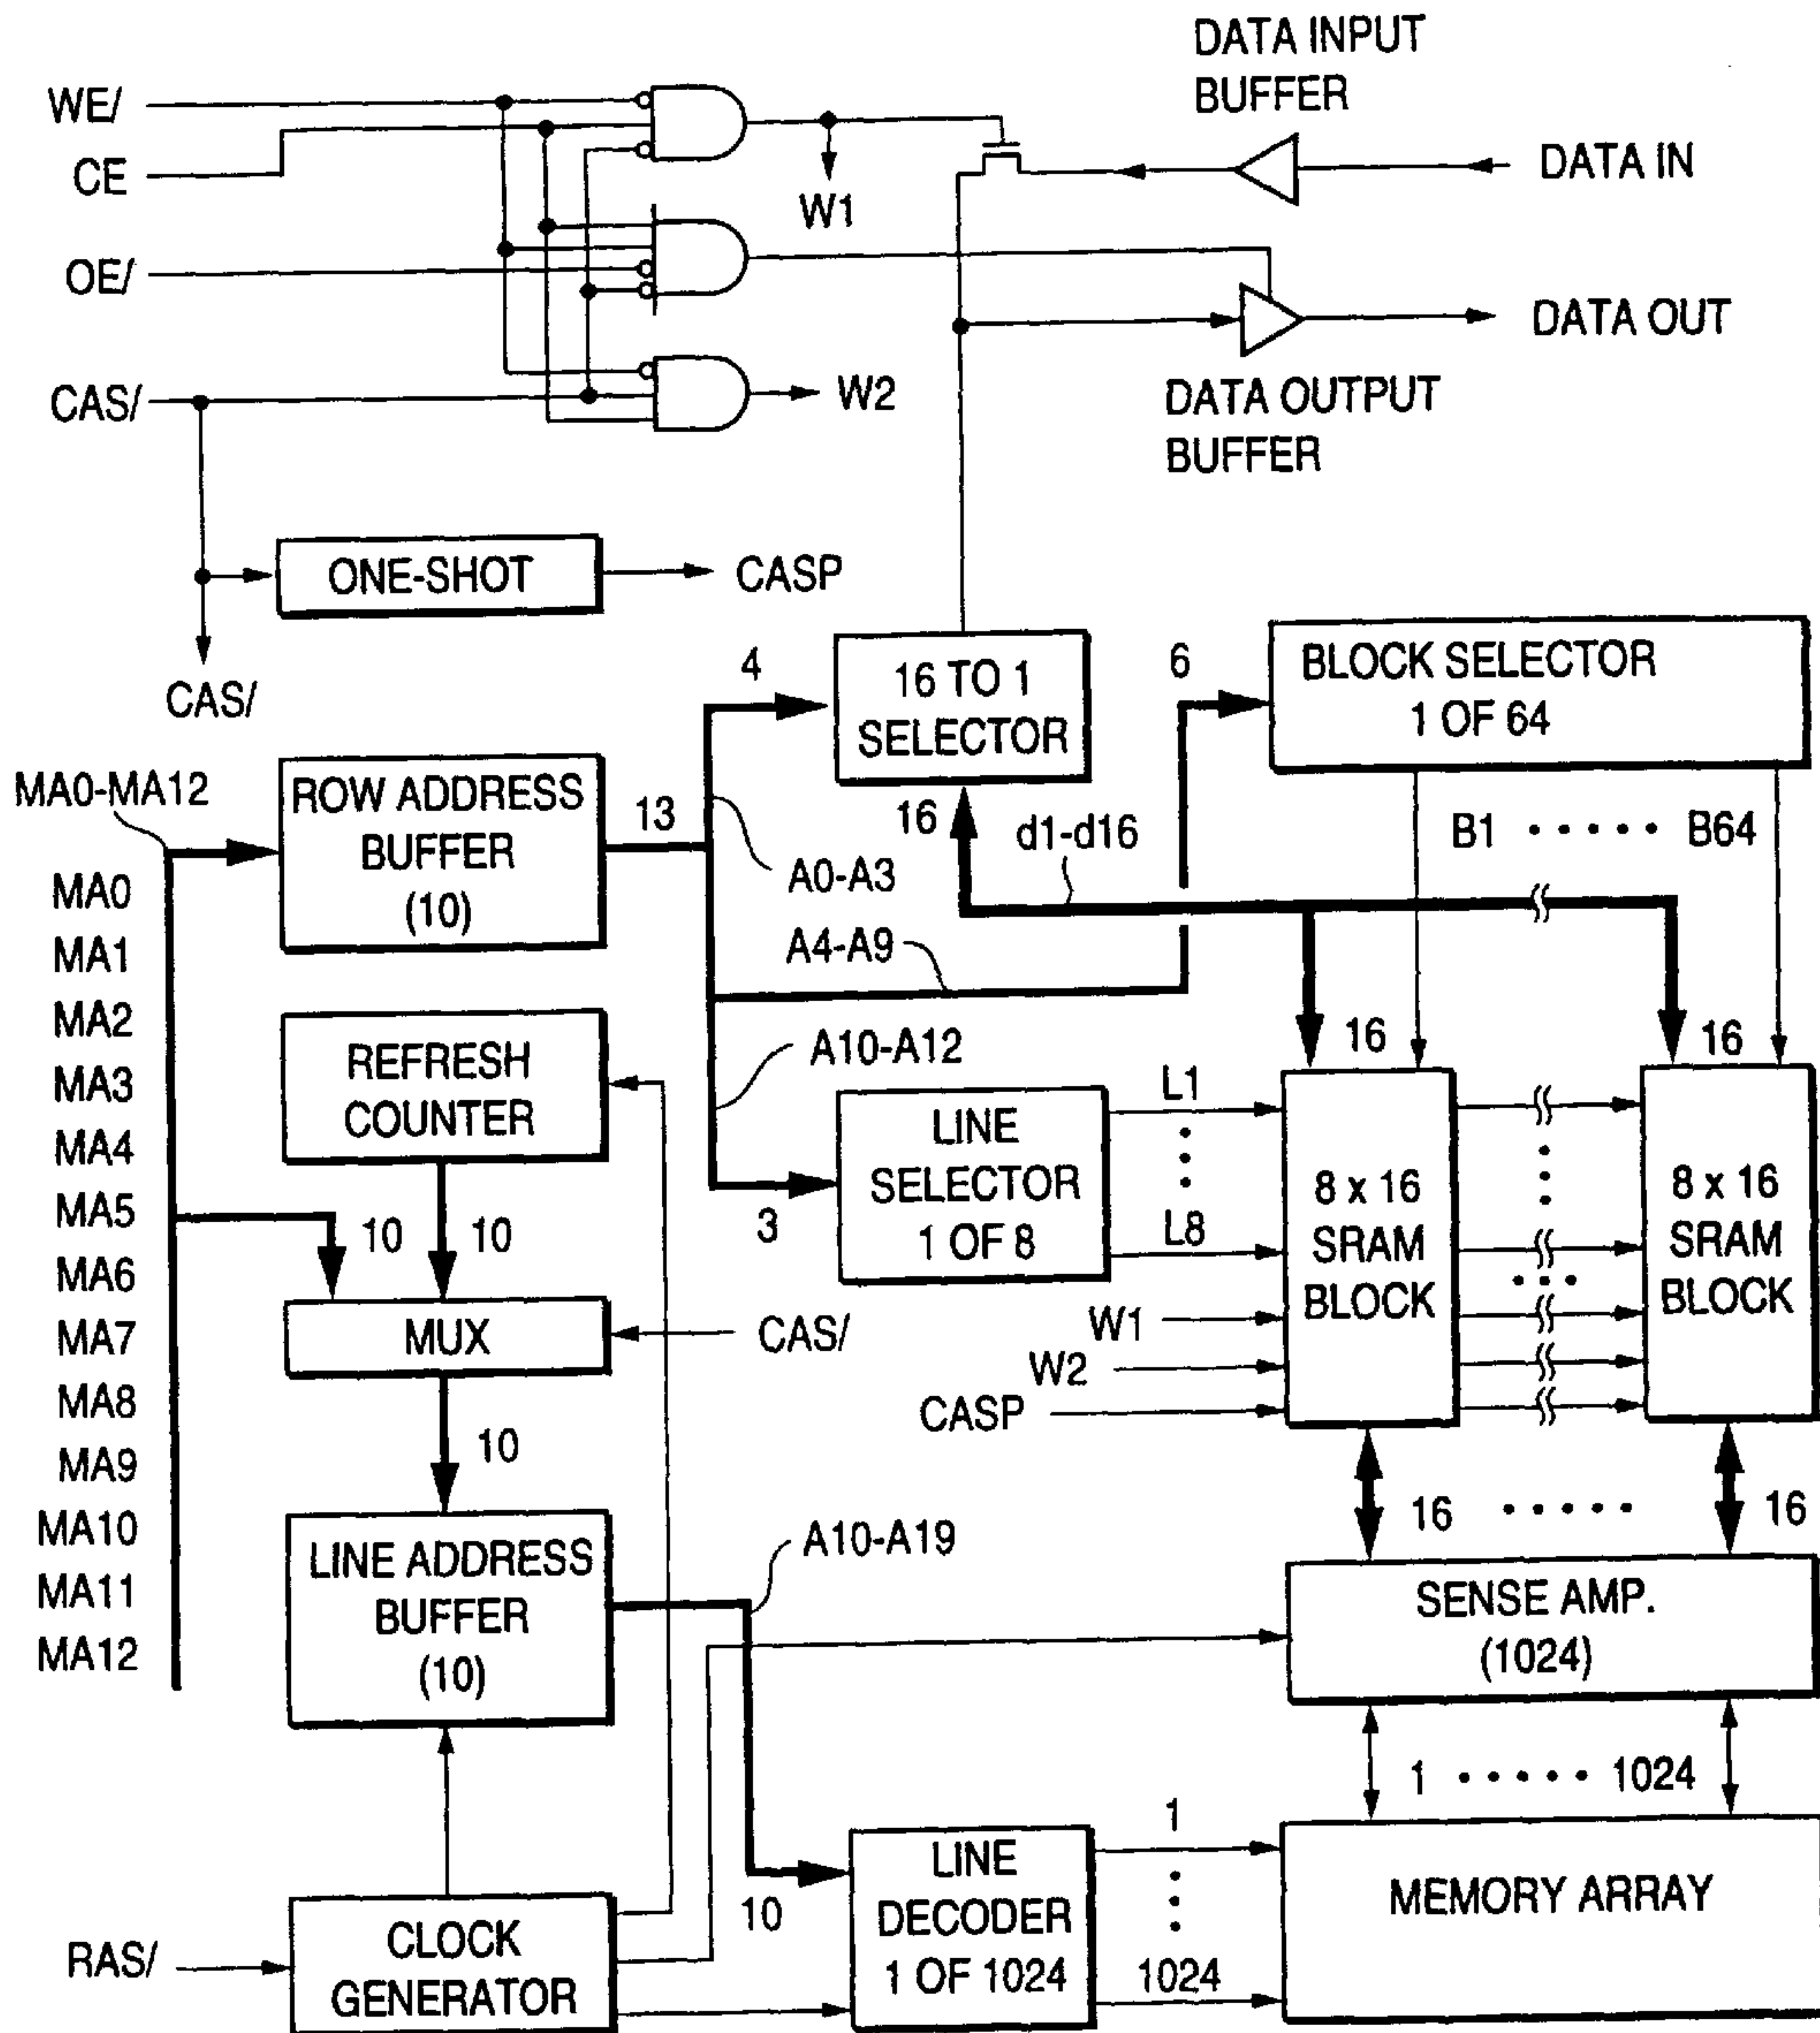 DATA INPUT
BUFFER
WE/
CE
W1
DATA IN
OE/
DATA OUT
CAS/
W2
DATA OUTPUT
BUFFER
ONE-SHOT
CASP
CAS/
4
16 TO 1
SELECTOR
6
BLOCK SELECTOR
1 OF 64
MA0-MA12
ROW ADDRESS
BUFFER
(10)
13
16
d1-d16
B1
B64
A0-A3
A4-A9
MA0
MA1
MA2
MA3
MA4
MA5
MA6
MA7
MA8
MA9
MA10
MA11
MA12
REFRESH
COUNTER
A10-A12
16
16
LINE
SELECTOR
1 OF 8
L1
L8
3
8 x 16
SRAM
BLOCK
8 x 16
SRAM
BLOCK
10
10
MUX
CAS/
W1
W2
CASP
10
16
16
LINE ADDRESS
BUFFER
(10)
A10-A19
SENSE AMP.
(1024)
1
1024
RAS/
CLOCK
GENERATOR
10
LINE
DECODER
1 OF 1024
1
1024
MEMORY ARRAY